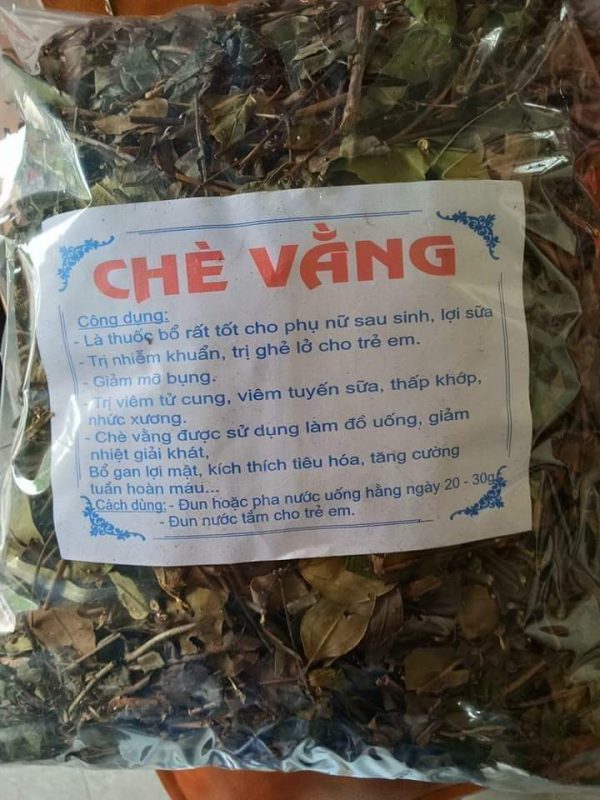 CHÈ VẰNG
Công dụng:
- Là thuốc bổ rất tốt cho phụ nữ sau sinh, lợi sữa
- Trị nhiễm khuẩn, trị ghẻ lở cho trẻ em.
- Giảm mỡ bụng.
- Trị viêm tử cung, viêm tuyến sữa, thấp khớp,
nhức xương.
- Chè vằng được sử dụng làm đồ uống, giảm
nhiệt giải khát,
Bổ gan lợi mật, kích thích tiêu hóa, tăng cường
tuần hoàn máu...
Cách dùng: - Đun hoặc pha nước uống hằng ngày 20 - 30g
- Đun nước tắm cho trẻ em.